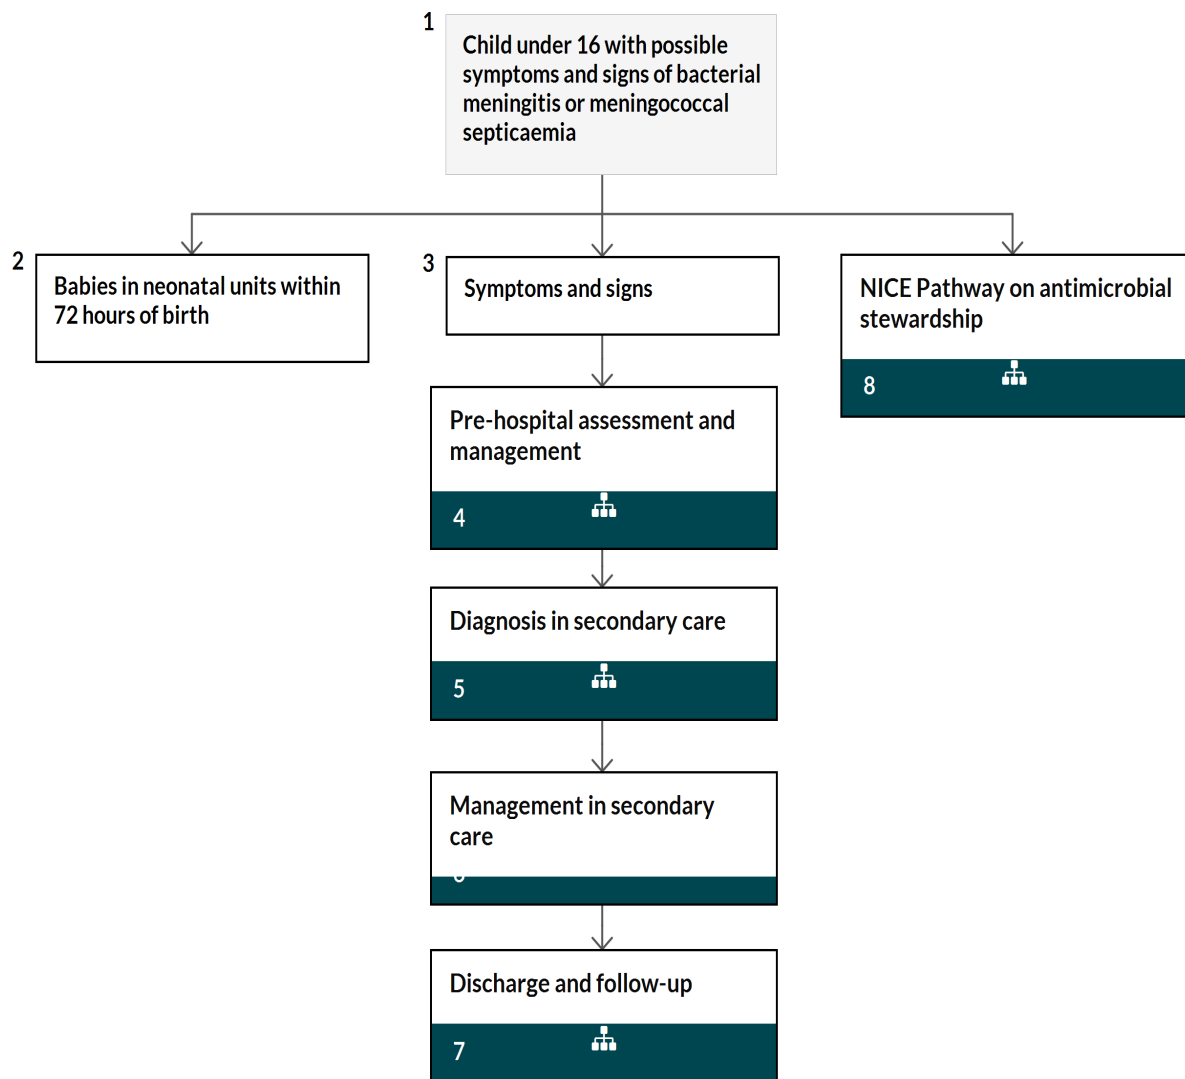 1
Child under 16 with possible
symptoms and signs of bacterial
meningitis or meningococcal
septicaemia
2
Babies in neonatal units within
72 hours of birth
3
Symptoms and signs
NICE Pathway on antimicrobial
stewardship
8
Pre-hospital assessment and
management
4
Diagnosis in secondary care
5
Management in secondary
care
Discharge and follow-up
7